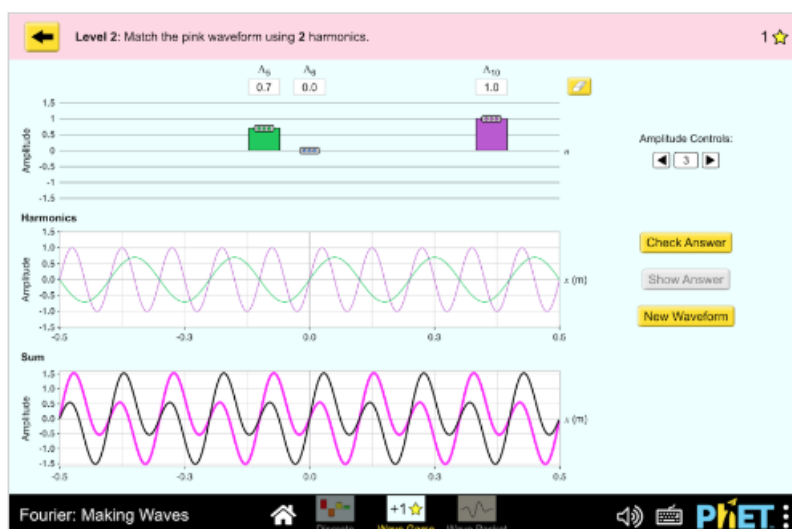 Level 2: Match the pink waveform using 2 harmonics.
1
A5 A8 A10
0.7 0.0 1.0
1.5
1
0.5
0
-0.5
-1
-1.5
Amplitude
n
Amplitude Controls:
3
Harmonics
1.5
1.0
0.5
0.0
-0.5
-1.0
-1.5
Amplitude
x (m)
-0.5 -0.3 0.0 0.3 0.5
Check Answer
Show Answer
New Waveform
Sum
1.5
1.0
0.5
0.0
-0.5
-1.0
-1.5
Amplitude
x (m)
-0.5 -0.3 0.0 0.3 0.5
Fourier: Making Waves
Discrete
+1
Wave Game
Wave Packet
PhET